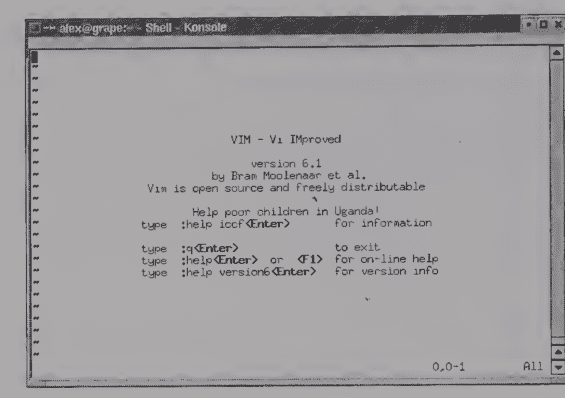 alex@grape:~ - Shell - Konsole
~
~
~
~
~
~
VIM - Vi IMproved
~
version 6.1
by Bram Moolenaar et al.
Vim is open source and freely distributable
~
Help poor children in Uganda!
type :help iccf<Enter> for information
~
type :q<Enter> to exit
type :help<Enter> or <F1> for on-line help
type :help version6<Enter> for version info
~
~
~
~
~
0,0-1 All